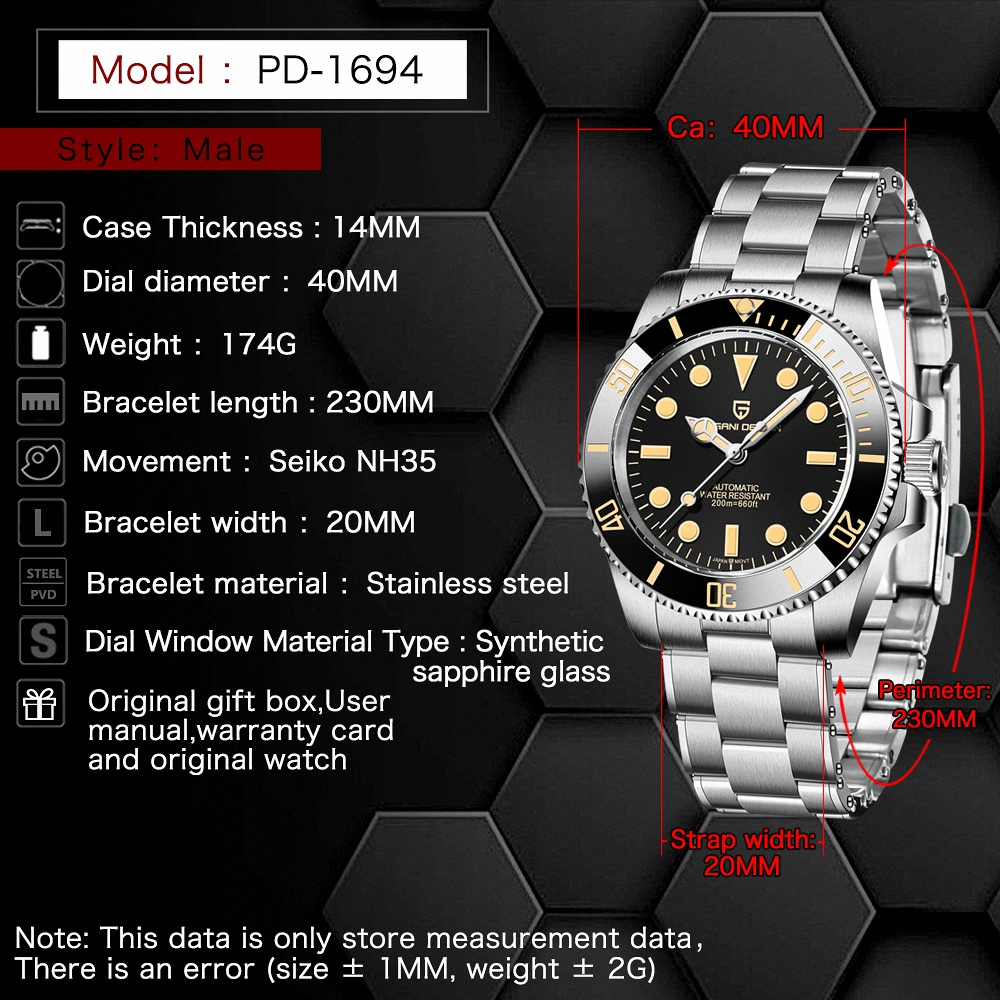 Model : PD-1694
Style: Male
Case Thickness : 14MM
Dial diameter : 40MM
Weight : 174G
Bracelet length : 230MM
Movement : Seiko NH35
L
Bracelet width : 20MM
STEEL
PVD
Bracelet material : Stainless steel
S
Dial Window Material Type : Synthetic
sapphire glass
Original gift box,User
manual,warranty card
and original watch
Ca: 40MM
50
10
40
20
30
AUTOMATIC
WATER RESISTANT
200m=660ft
JAPAN MOVT
Perimeter:
230MM
Strap width:
20MM
Note: This data is only store measurement data,
There is an error (size ± 1MM, weight ± 2G)